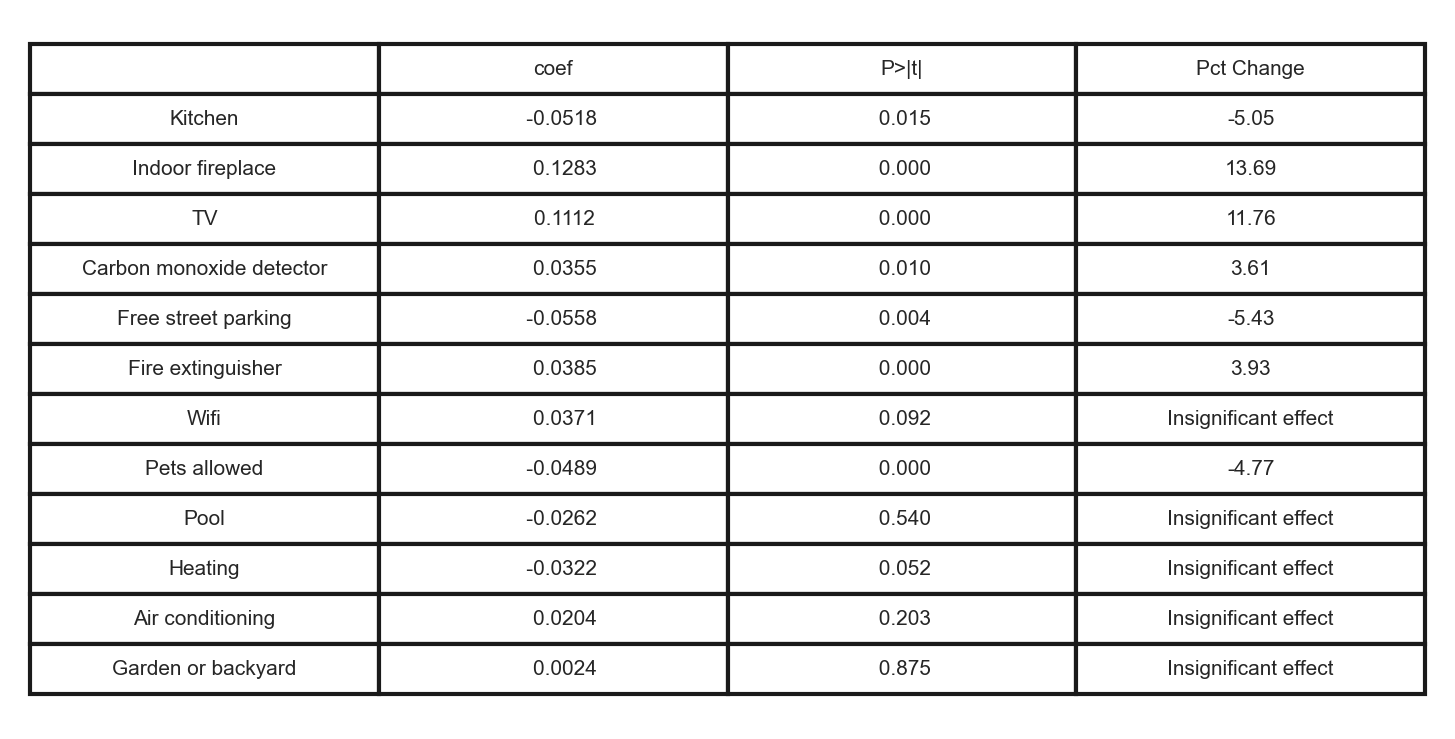 coef P>|t| Pct Change
Kitchen -0.0518 0.015 -5.05
Indoor fireplace 0.1283 0.000 13.69
TV 0.1112 0.000 11.76
Carbon monoxide detector 0.0355 0.010 3.61
Free street parking -0.0558 0.004 -5.43
Fire extinguisher 0.0385 0.000 3.93
Wifi 0.0371 0.092 Insignificant effect
Pets allowed -0.0489 0.000 -4.77
Pool -0.0262 0.540 Insignificant effect
Heating -0.0322 0.052 Insignificant effect
Air conditioning 0.0204 0.203 Insignificant effect
Garden or backyard 0.0024 0.875 Insignificant effect